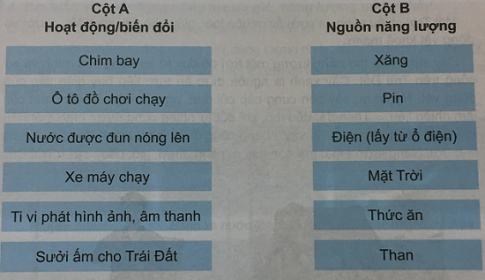 Cột A
Hoạt động/biến đổi
Chim bay
Ô tô đồ chơi chạy
Nước được đun nóng lên
Xe máy chạy
Ti vi phát hình ảnh, âm thanh
Sưởi ấm cho Trái Đất
Cột B
Nguồn năng lượng
Xăng
Pin
Điện (lấy từ ổ điện)
Mặt Trời
Thức ăn
Than